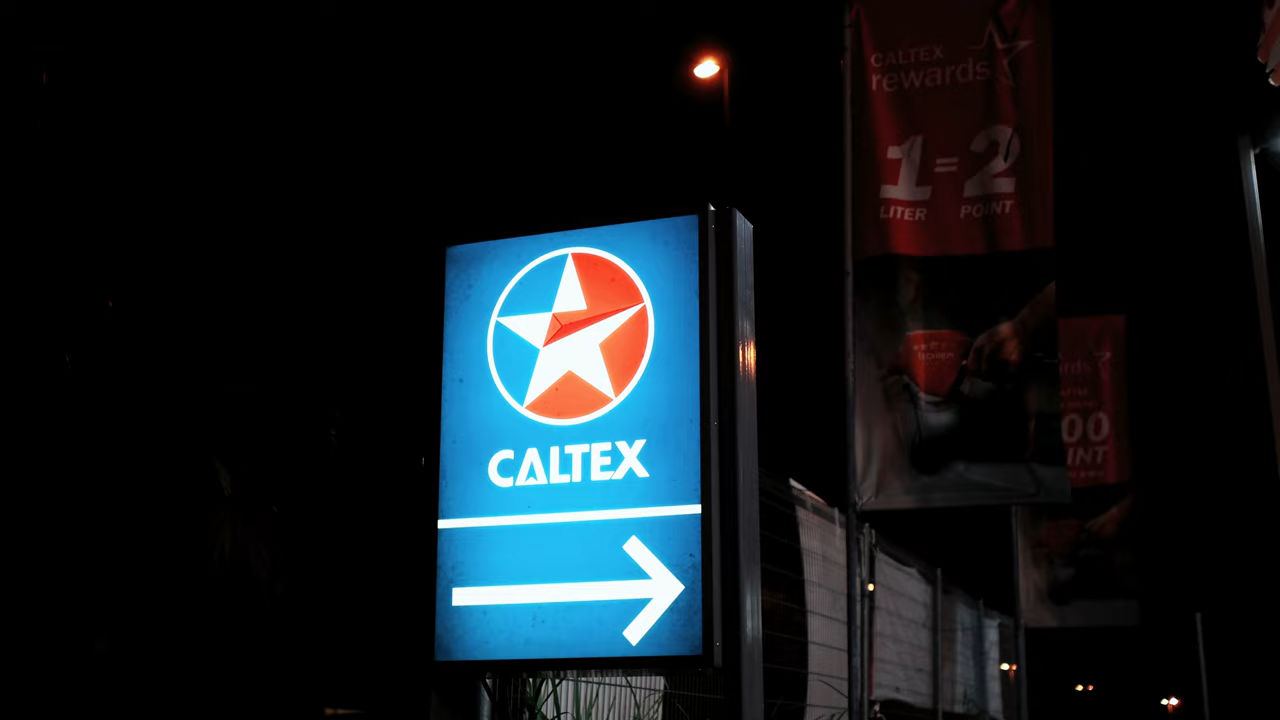 CALTEX
rewards
1=2
LITER POINT
CALTEX
00
INT